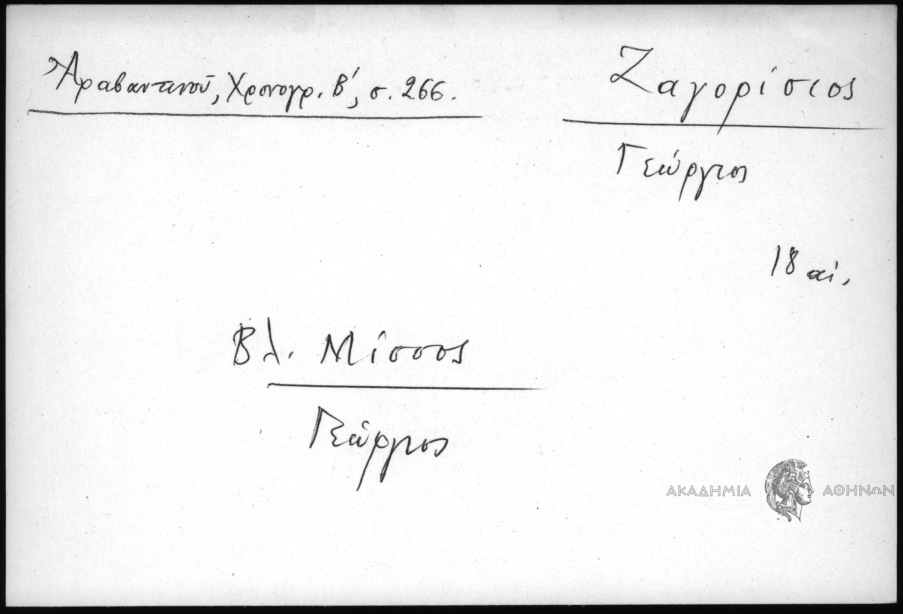 Ἀραβαντινοῦ, Χρονογρ. Β', σ. 266.
Ζαγορίσιος
Γεώργιος
18 αἰ.
Βλ. Μίσσος
Γεώργιος
ΑΚΑΔΗΜΙΑ ΑΘΗΝΩΝ